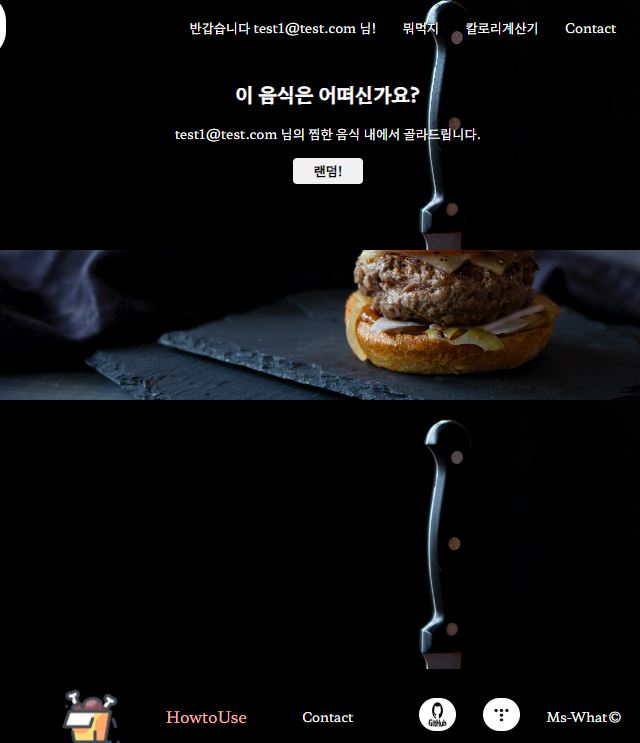 반갑습니다 test1@test.com 님! 뭐먹지 칼로리계산기 Contact
이 음식은 어떠신가요?
test1@test.com 님의 찜한 음식 내에서 골라드립니다.
랜덤!
HowtoUse Contact GitHub Ms-What©